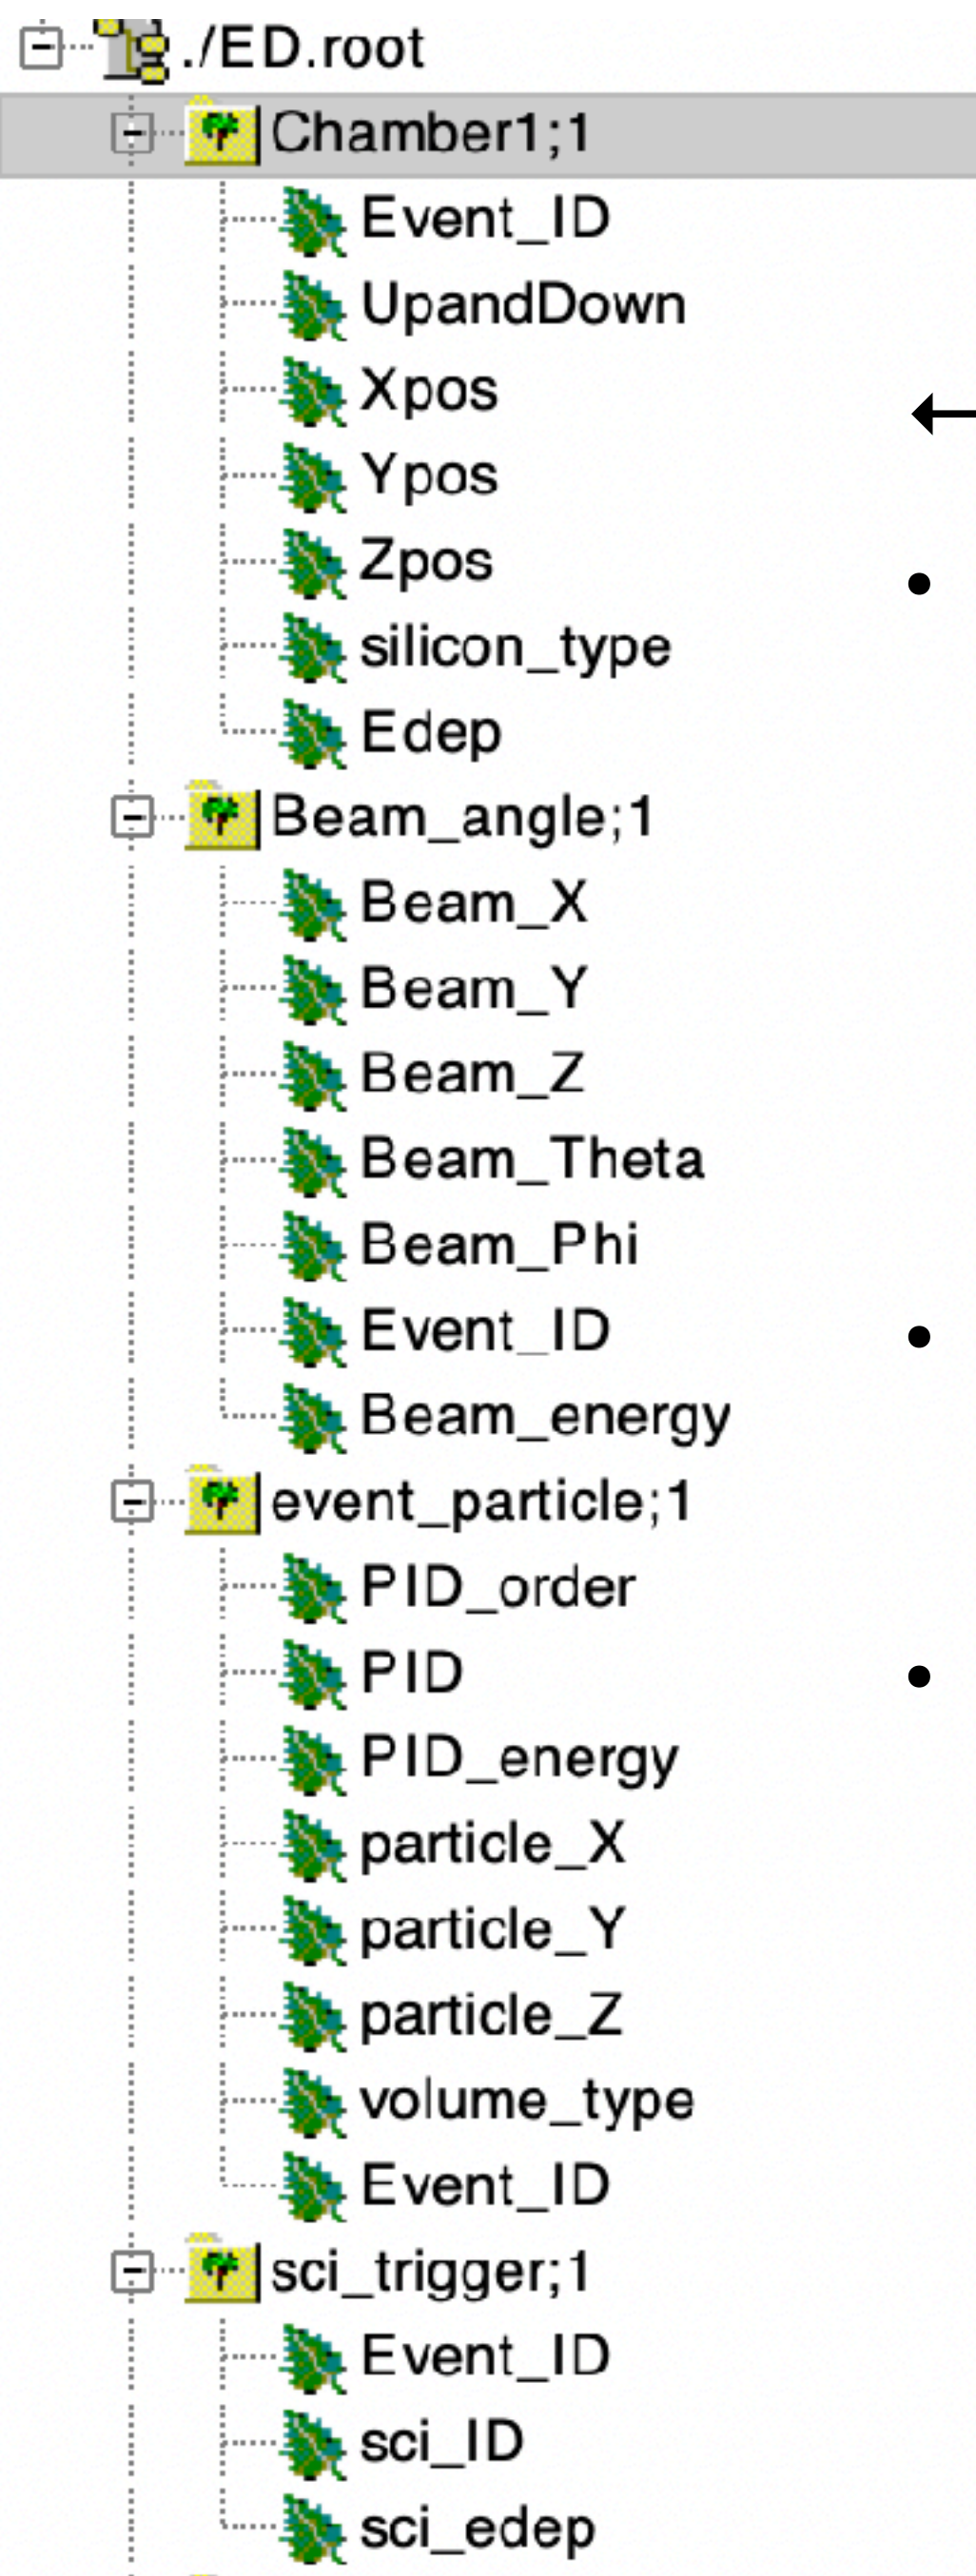 ./ED.root
Chamber1;1
Event_ID
UpandDown
Xpos
Ypos
Zpos
silicon_type
Edep
Beam_angle;1
Beam_X
Beam_Y
Beam_Z
Beam_Theta
Beam_Phi
Event_ID
Beam_energy
event_particle;1
PID_order
PID
PID_energy
particle_X
particle_Y
particle_Z
volume_type
Event_ID
sci_trigger;1
Event_ID
sci_ID
sci_edep